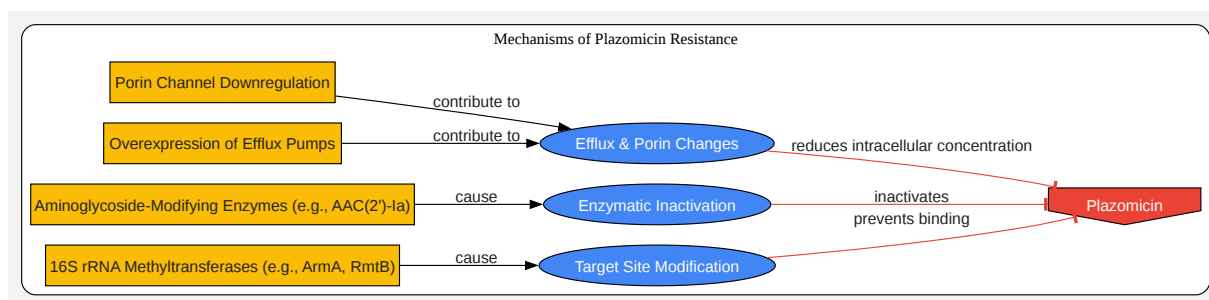 Mechanisms of Plazomicin Resistance
Porin Channel Downregulation
contribute to
Overexpression of Efflux Pumps
contribute to
Efflux & Porin Changes
reduces intracellular concentration
Aminoglycoside-Modifying Enzymes (e.g., AAC(2')-Ia)
cause
Enzymatic Inactivation
inactivates
Plazomicin
prevents binding
16S rRNA Methyltransferases (e.g., ArmA, RmtB)
cause
Target Site Modification